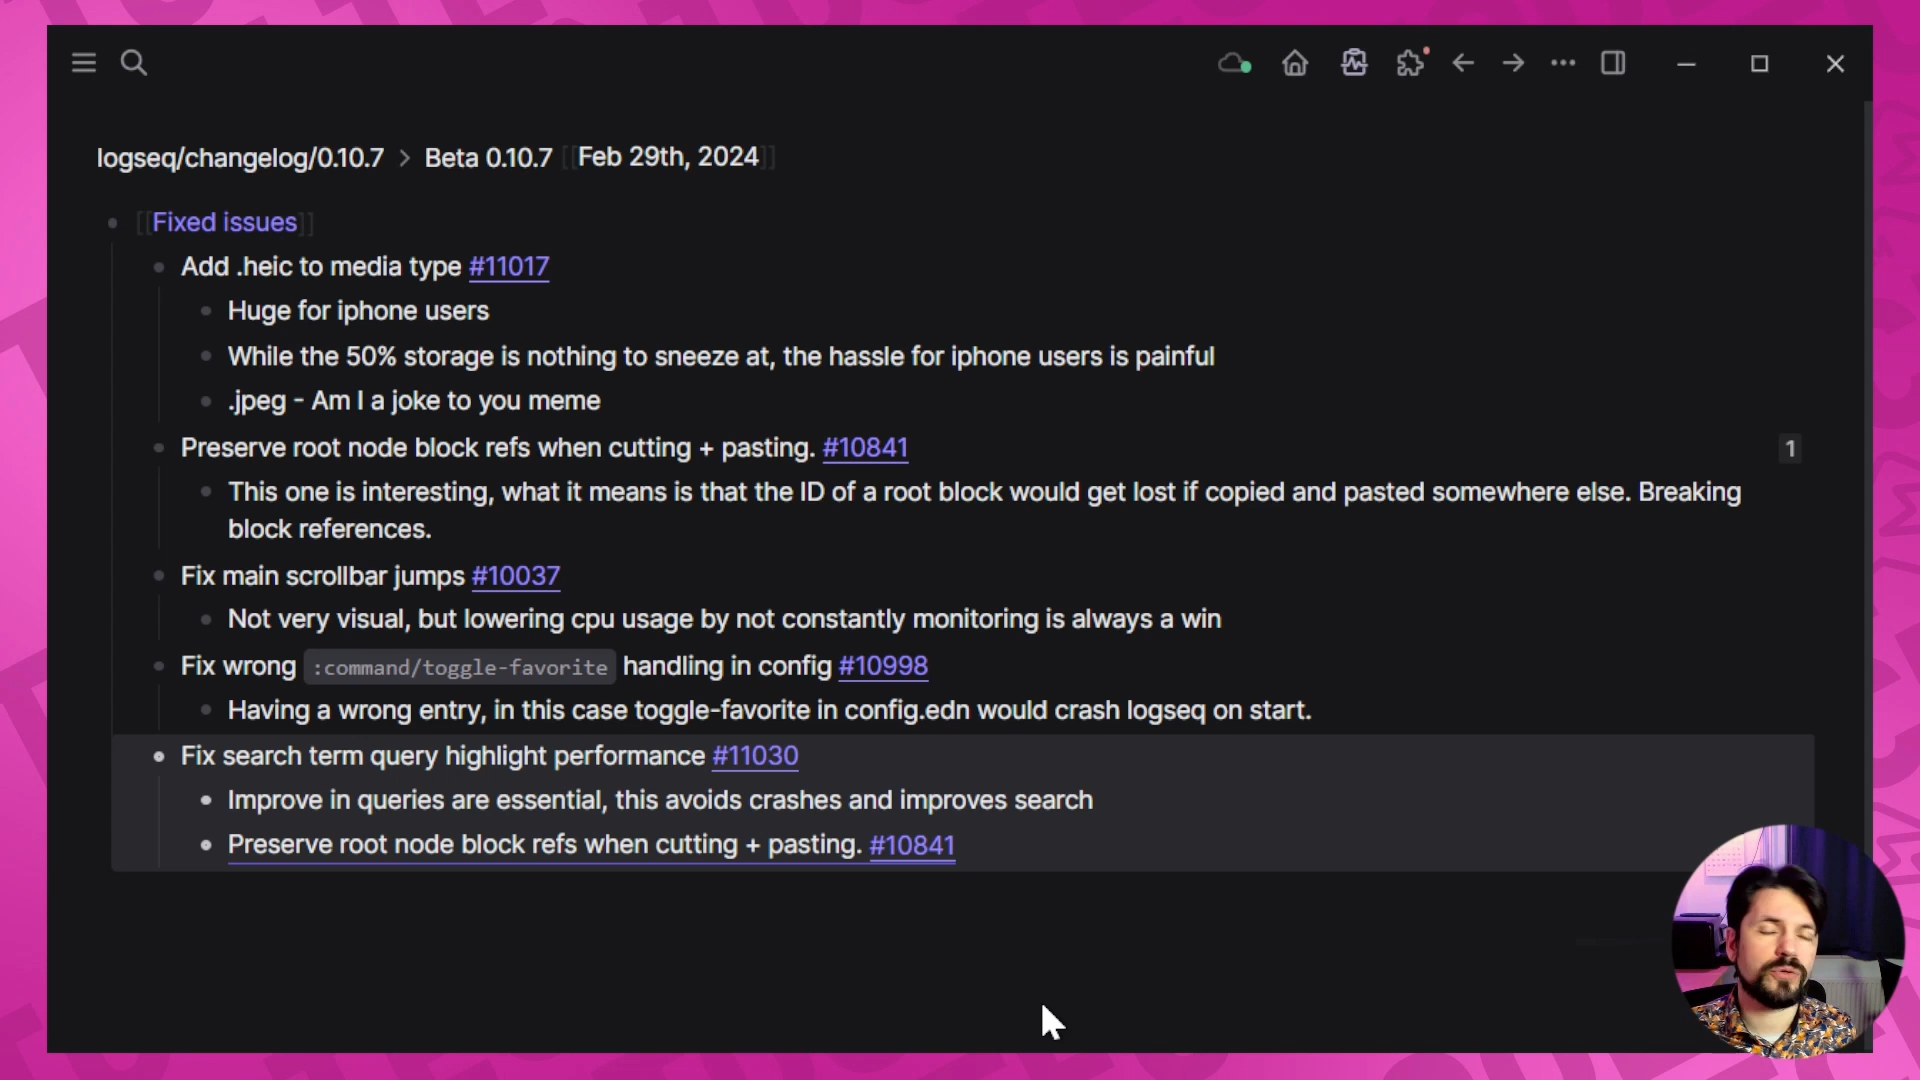 logseq/changelog/0.10.7 > Beta 0.10.7 [[Feb 29th, 2024]]
[[Fixed issues]]
Add .heic to media type #11017
Huge for iphone users
While the 50% storage is nothing to sneeze at, the hassle for iphone users is painful
.jpeg - Am I a joke to you meme
Preserve root node block refs when cutting + pasting. #10841 1
This one is interesting, what it means is that the ID of a root block would get lost if copied and pasted somewhere else. Breaking
block references.
Fix main scrollbar jumps #10037
Not very visual, but lowering cpu usage by not constantly monitoring is always a win
Fix wrong :command/toggle-favorite handling in config #10998
Having a wrong entry, in this case toggle-favorite in config.edn would crash logseq on start.
Fix search term query highlight performance #11030
Improve in queries are essential, this avoids crashes and improves search
Preserve root node block refs when cutting + pasting. #10841